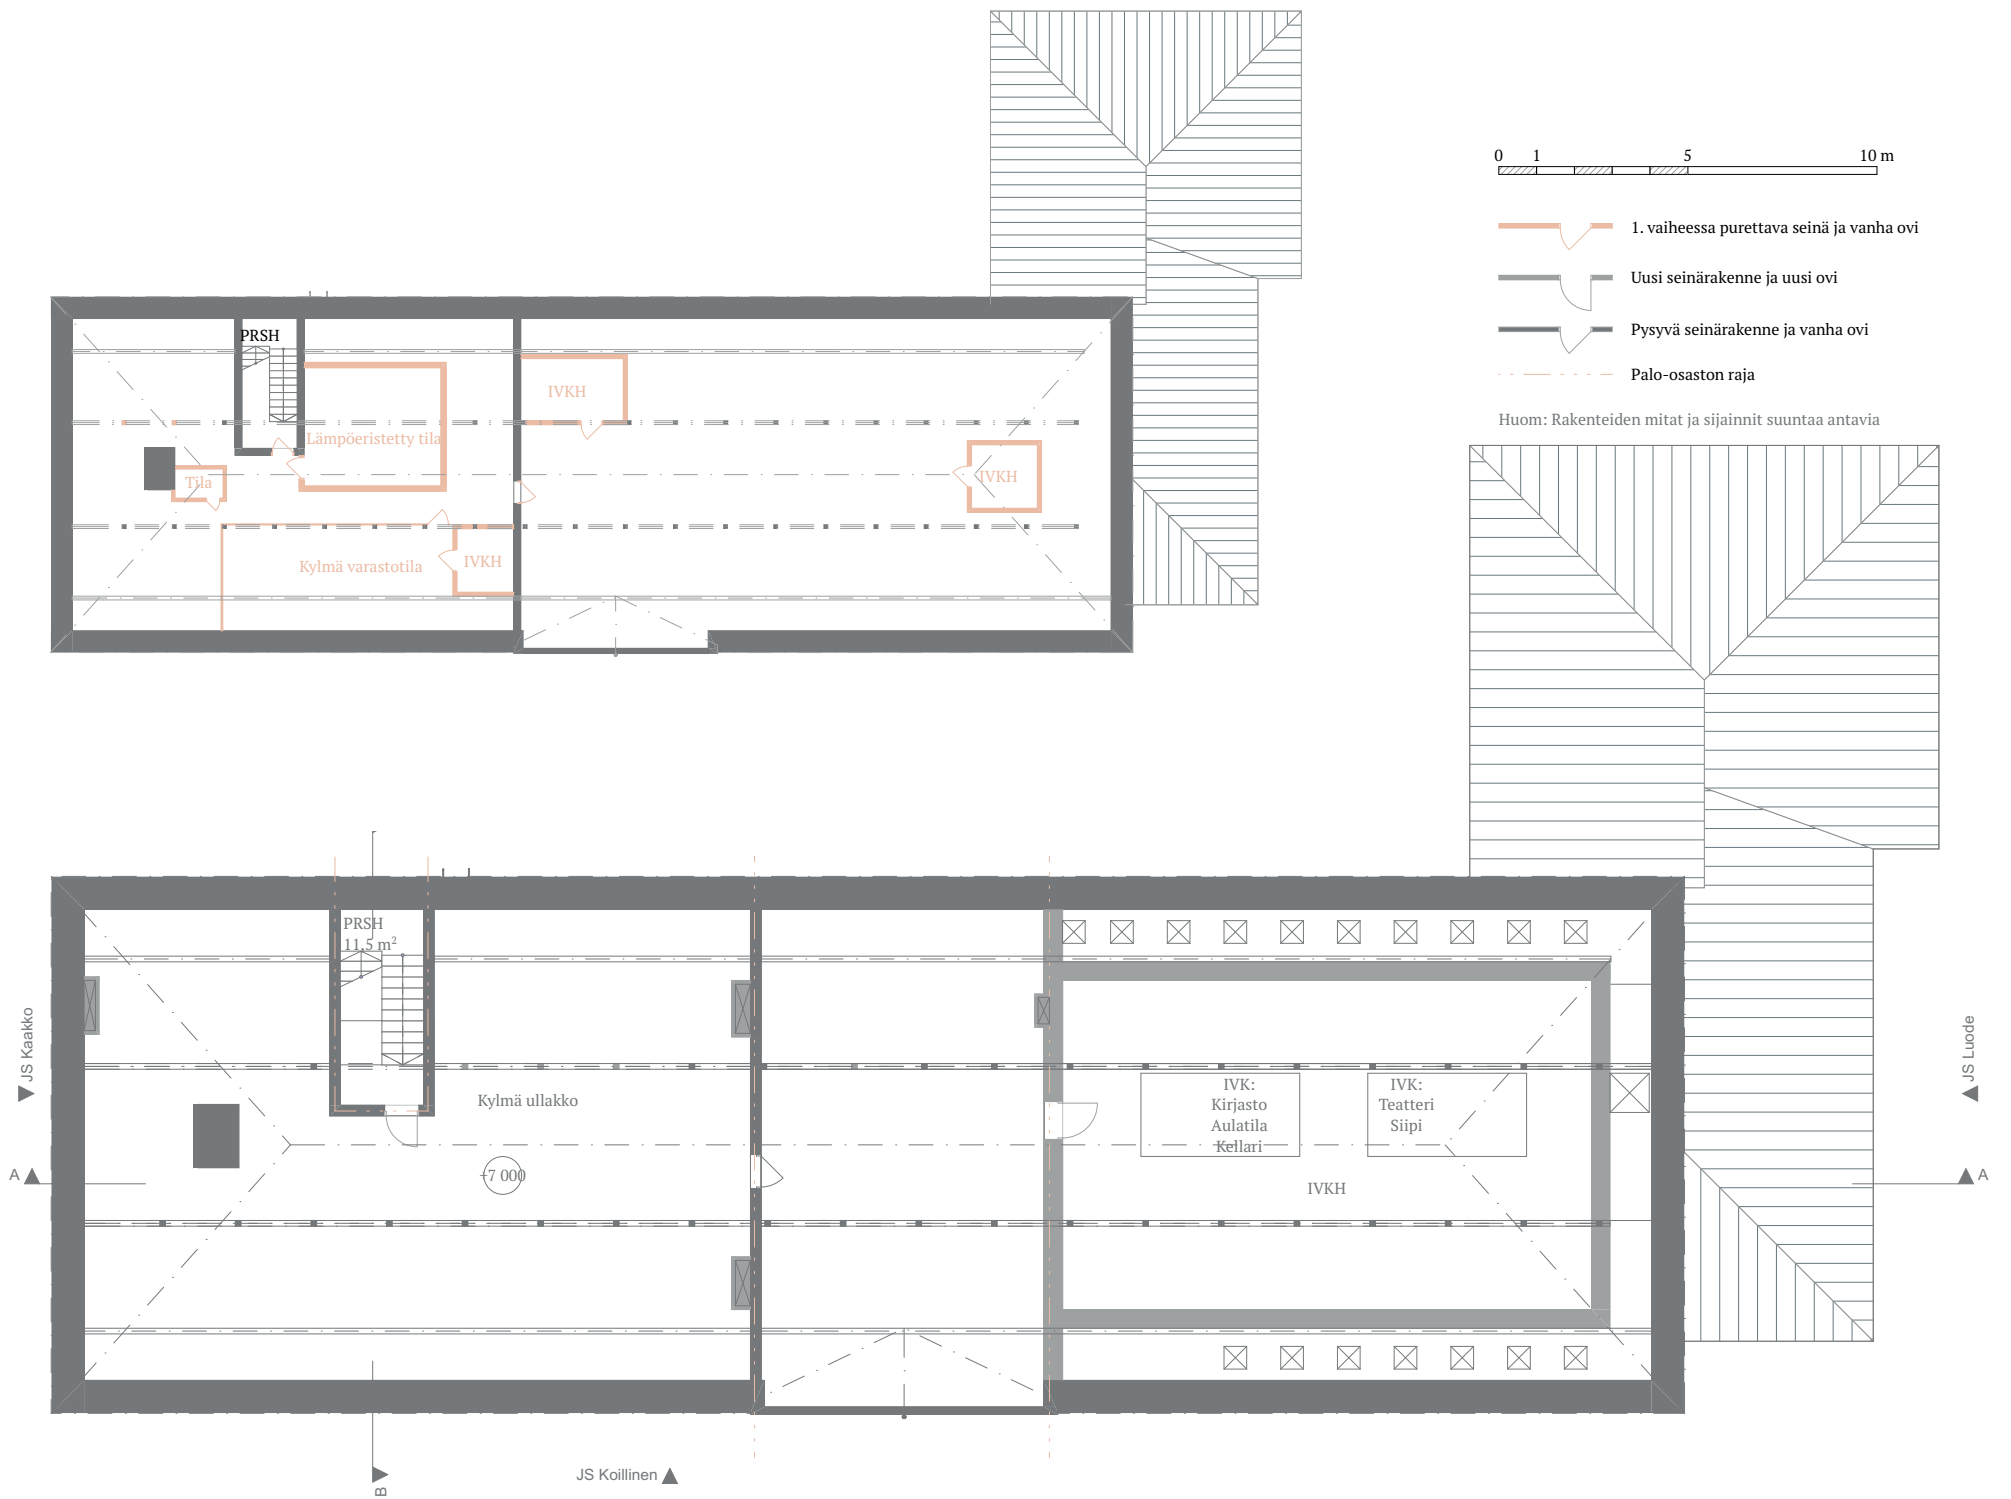 0 1 5 10 m
1. vaiheessa purettava seinä ja vanha ovi
Uusi seinärakenne ja uusi ovi
Pysyvä seinärakenne ja vanha ovi
Palo-osaston raja
Huom: Rakenteiden mitat ja sijainnit suuntaa antavia
PRSH
IVKH
Lämpöeristetty tila
Tila
IVKH
Kylmä varastotila
IVKH
PRSH
11,5 m²
JS Kaakko
JS Luode
Kylmä ullakko
IVK:
Kirjasto
Aulatila
Kellari
IVK:
Teatteri
Siipi
A
+7 000
IVKH
A
JS Koillinen
B